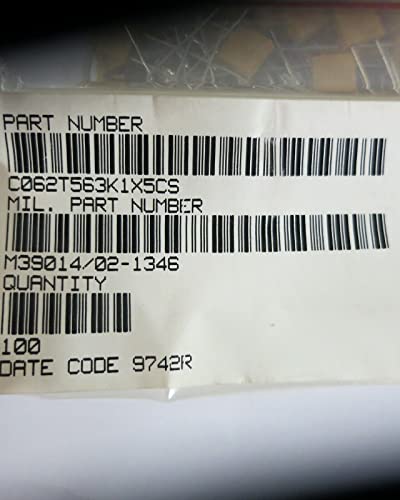 PART NUMBER
C062T563K1X5CS
MIL. PART NUMBER
M39014/02-1346
QUANTITY
100
DATE CODE 9742R